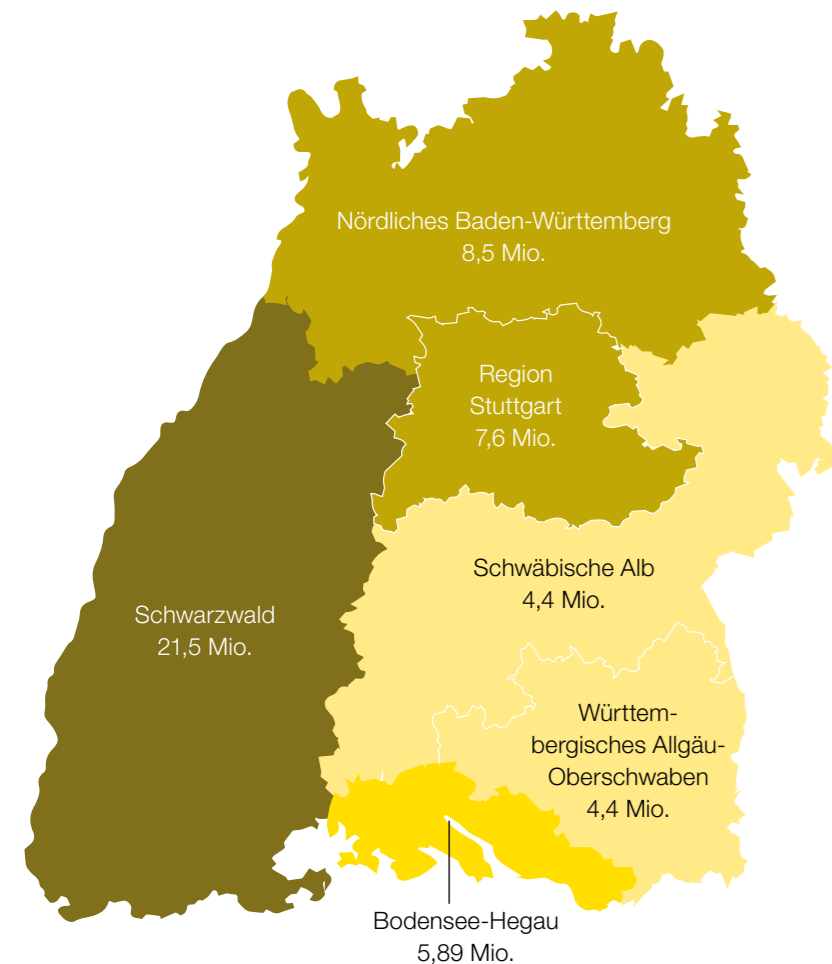 Nördliches Baden-Württemberg
8,5 Mio.
Region
Stuttgart
7,6 Mio.
Schwäbische Alb
4,4 Mio.
Schwarzwald
21,5 Mio.
Württem-
bergisches Allgäu-
Oberschwaben
4,4 Mio.
Bodensee-Hegau
5,89 Mio.